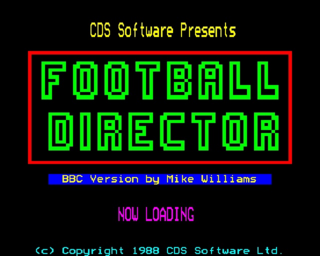 CDS Software Presents
FOOTBALL
DIRECTOR
BBC Version by Mike Williams
NOW LOADING
(c) Copyright 1988 CDS Software Ltd.